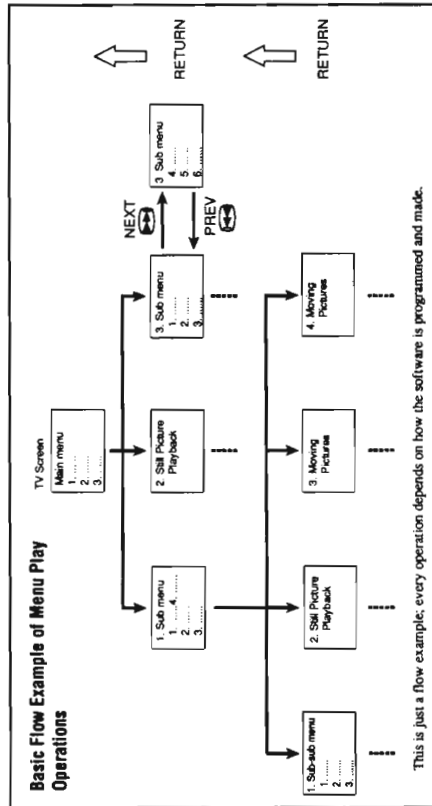 Basic Flow Example of Menu Play
Operations
TV Screen
Main menu
1. ......
2. ......
3. ......
1. Sub menu
1. ......4. ......
2. ......
3. ......
2. Still Picture
Playback
3. Sub menu
1. ......
2. ......
3. ......
NEXT
PREV
3 Sub menu
4. ......
5. ......
6. ......
RETURN
1. Sub-sub menu
1. ......
2. ......
3. ......
2. Still Picture
Playback
3. Moving
Pictures
4. Moving
Pictures
RETURN
This is just a flow example; every operation depends on how the software is programmed and made.